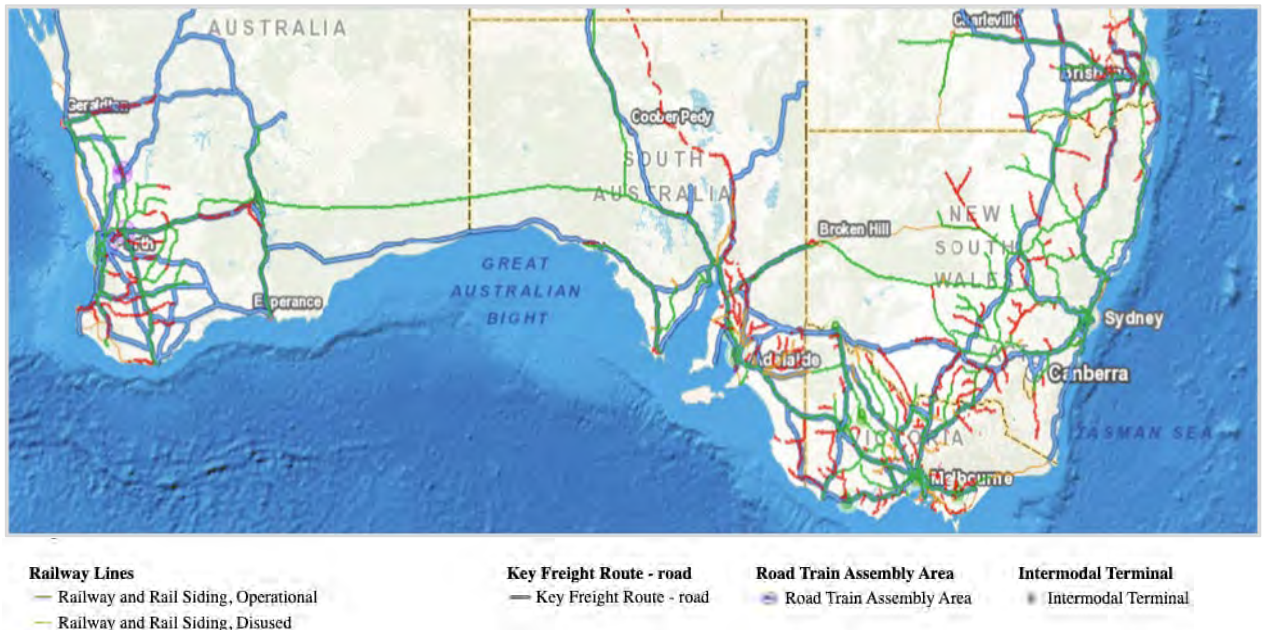 AUSTRALIA
Charleville
Brisbane
Geraldton
Coober Pedy
SOUTH
AUSTRALIA
Broken Hill
NEW
SOUTH
WALES
GREAT
AUSTRALIAN
BIGHT
Esperance
Sydney
Adelaide
Canberra
VICTORIA
TASMAN SEA
Melbourne
Railway Lines
Railway and Rail Siding, Operational
Railway and Rail Siding, Disused
Key Freight Route - road
Key Freight Route - road
Road Train Assembly Area
Road Train Assembly Area
Intermodal Terminal
Intermodal Terminal